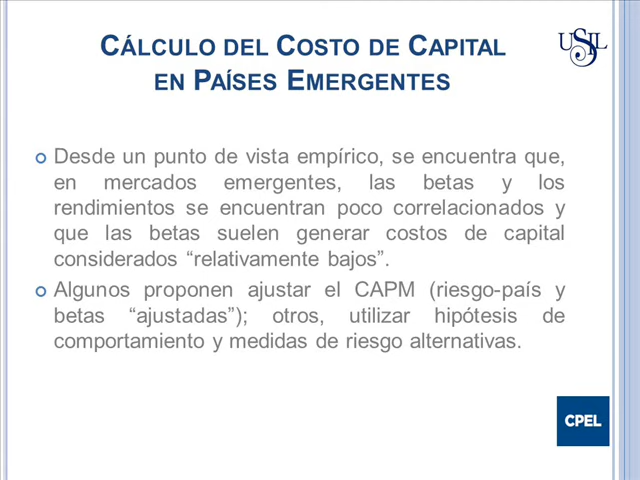 CÁLCULO DEL COSTO DE CAPITAL
EN PAÍSES EMERGENTES
USIL
Desde un punto de vista empírico, se encuentra que,
en mercados emergentes, las betas y los
rendimientos se encuentran poco correlacionados y
que las betas suelen generar costos de capital
considerados “relativamente bajos”.
Algunos proponen ajustar el CAPM (riesgo-país y
betas “ajustadas”); otros, utilizar hipótesis de
comportamiento y medidas de riesgo alternativas.
CPEL